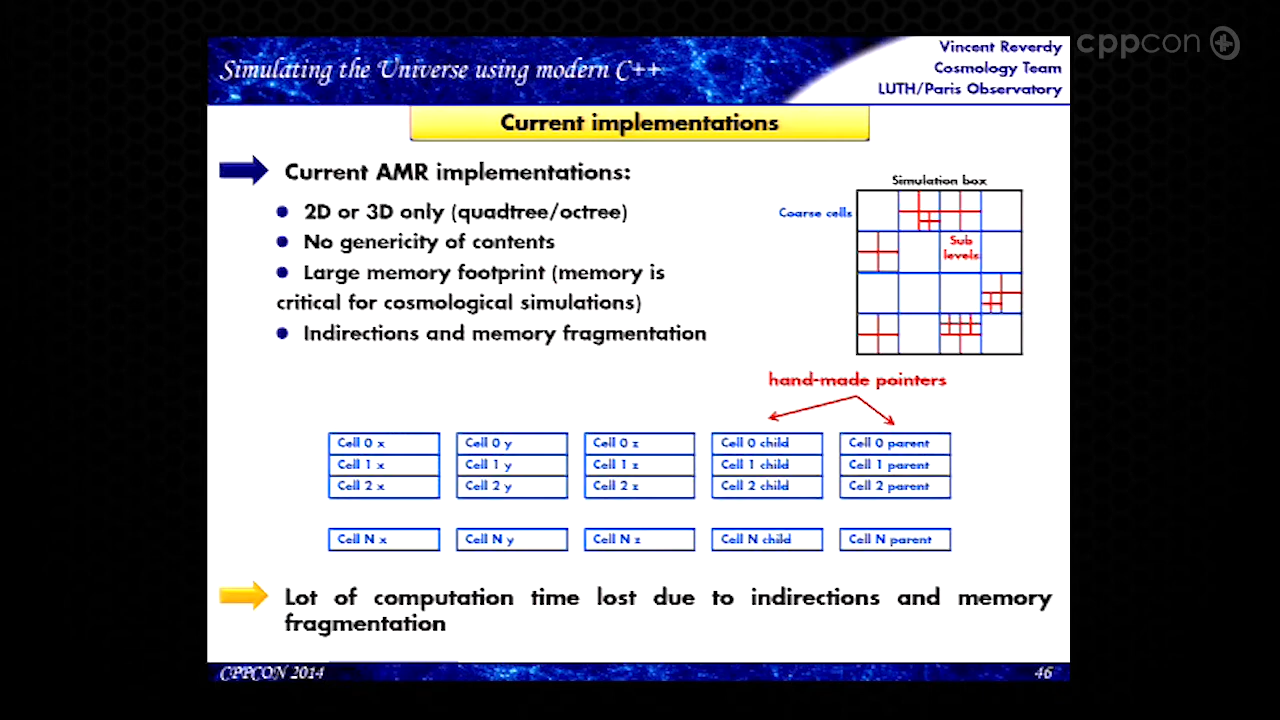 cppcon
Simulating the Universe using modern C++
Vincent Reverdy
Cosmology Team
LUTH/Paris Observatory
Current implementations
Current AMR implementations:
2D or 3D only (quadtree/octree)
No genericity of contents
Large memory footprint (memory is
critical for cosmological simulations)
Indirections and memory fragmentation
Simulation box
Coarse cells
Sub
levels
hand-made pointers
Cell 0 x Cell 0 y Cell 0 z Cell 0 child Cell 0 parent
Cell 1 x Cell 1 y Cell 1 z Cell 1 child Cell 1 parent
Cell 2 x Cell 2 y Cell 2 z Cell 2 child Cell 2 parent
Cell N x Cell N y Cell N z Cell N child Cell N parent
Lot of computation time lost due to indirections and memory
fragmentation
CPPCON 2014
46